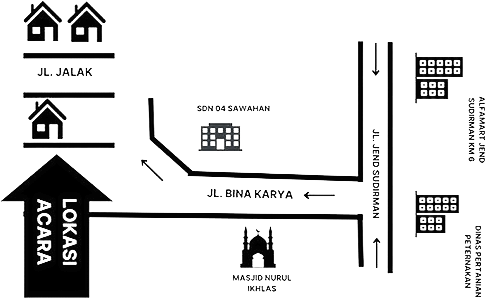 JL. JALAK
SDN 04 SAWAHAN
ALFAMART JEND
SUDIRMAN KM 6
JL. JEND SUDIRMAN
JL. BINA KARYA
LOKASI
ACARA
DINAS PERTANIAN
PETERNAKAN
MASJID NURUL
IKHLAS